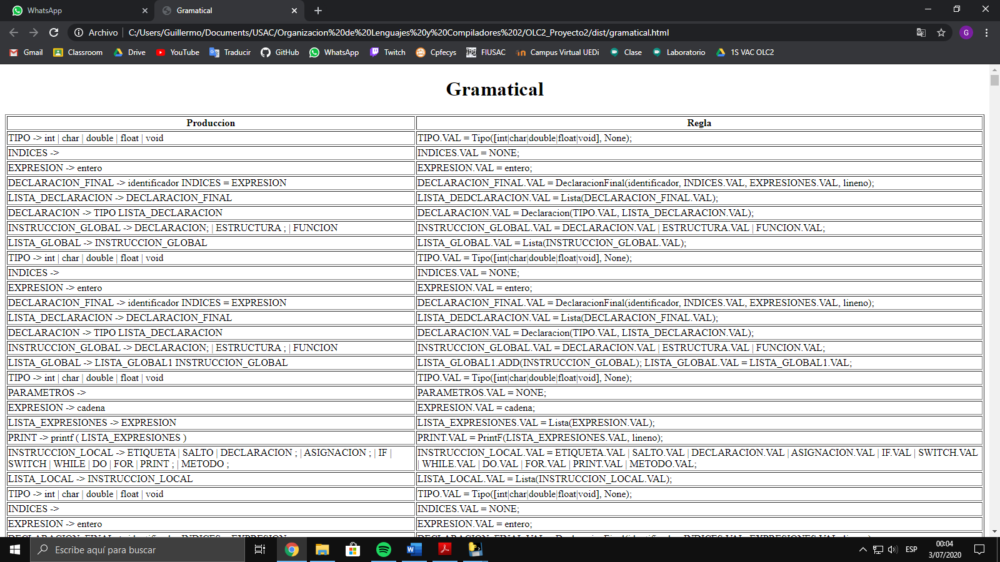 WhatsApp
Gramatical
Archivo C:/Users/Guillermo/Documents/USAC/Organizacion%20de%20Lenguajes%20y%20Compiladores%202/OLC2_Proyecto2/dist/gramatical.html
G
Gmail Classroom Drive YouTube Traducir GitHub WhatsApp Twitch Cpfecys FIUSAC Campus Virtual UEDi Clase Laboratorio 1S VAC OLC2
Gramatical
Produccion Regla
TIPO -> int | char | double | float | void TIPO.VAL = Tipo([int|char|double|float|void], None);
INDICES -> INDICES.VAL = NONE;
EXPRESION -> entero EXPRESION.VAL = entero;
DECLARACION_FINAL -> identificador INDICES = EXPRESION DECLARACION_FINAL.VAL = DeclaracionFinal(identificador, INDICES.VAL, EXPRESIONES.VAL, lineno);
LISTA_DECLARACION -> DECLARACION_FINAL LISTA_DEDCLARACION.VAL = Lista(DECLARACION_FINAL.VAL);
DECLARACION -> TIPO LISTA_DECLARACION DECLARACION.VAL = Declaracion(TIPO.VAL, LISTA_DECLARACION.VAL);
INSTRUCCION_GLOBAL -> DECLARACION; | ESTRUCTURA ; | FUNCION INSTRUCCION_GLOBAL.VAL = DECLARACION.VAL | ESTRUCTURA.VAL | FUNCION.VAL;
LISTA_GLOBAL -> INSTRUCCION_GLOBAL LISTA_GLOBAL.VAL = Lista(INSTRUCCION_GLOBAL.VAL);
TIPO -> int | char | double | float | void TIPO.VAL = Tipo([int|char|double|float|void], None);
INDICES -> INDICES.VAL = NONE;
EXPRESION -> entero EXPRESION.VAL = entero;
DECLARACION_FINAL -> identificador INDICES = EXPRESION DECLARACION_FINAL.VAL = DeclaracionFinal(identificador, INDICES.VAL, EXPRESIONES.VAL, lineno);
LISTA_DECLARACION -> DECLARACION_FINAL LISTA_DEDCLARACION.VAL = Lista(DECLARACION_FINAL.VAL);
DECLARACION -> TIPO LISTA_DECLARACION DECLARACION.VAL = Declaracion(TIPO.VAL, LISTA_DECLARACION.VAL);
INSTRUCCION_GLOBAL -> DECLARACION; | ESTRUCTURA ; | FUNCION INSTRUCCION_GLOBAL.VAL = DECLARACION.VAL | ESTRUCTURA.VAL | FUNCION.VAL;
LISTA_GLOBAL -> LISTA_GLOBAL1 INSTRUCCION_GLOBAL LISTA_GLOBAL1.ADD(INSTRUCCION_GLOBAL); LISTA_GLOBAL.VAL = LISTA_GLOBAL1.VAL;
TIPO -> int | char | double | float | void TIPO.VAL = Tipo([int|char|double|float|void], None);
PARAMETROS -> PARAMETROS.VAL = NONE;
EXPRESION -> cadena EXPRESION.VAL = cadena;
LISTA_EXPRESIONES -> EXPRESION LISTA_EXPRESIONES.VAL = Lista(EXPRESION.VAL);
PRINT -> printf ( LISTA_EXPRESIONES ) PRINT.VAL = PrintF(LISTA_EXPRESIONES.VAL, lineno);
INSTRUCCION_LOCAL -> ETIQUETA | SALTO | DECLARACION ; | ASIGNACION ; | IF | INSTRUCCION_LOCAL.VAL = ETIQUETA.VAL | SALTO.VAL | DECLARACION.VAL | ASIGNACION.VAL | IF.VAL | SWITCH.VAL
SWITCH | WHILE | DO | FOR | PRINT ; | METODO ; | WHILE.VAL | DO.VAL | FOR.VAL | PRINT.VAL | METODO.VAL;
LISTA_LOCAL -> INSTRUCCION_LOCAL LISTA_LOCAL.VAL = Lista(INSTRUCCION_LOCAL.VAL);
TIPO -> int | char | double | float | void TIPO.VAL = Tipo([int|char|double|float|void], None);
INDICES -> INDICES.VAL = NONE;
EXPRESION -> entero EXPRESION.VAL = entero;
DECLARACION_FINAL -> identificador INDICES = EXPRESION DECLARACION_FINAL.VAL = DeclaracionFinal(identificador, INDICES.VAL, EXPRESIONES.VAL, lineno);
Escribe aquí para buscar
ESP
00:04
3/07/2020